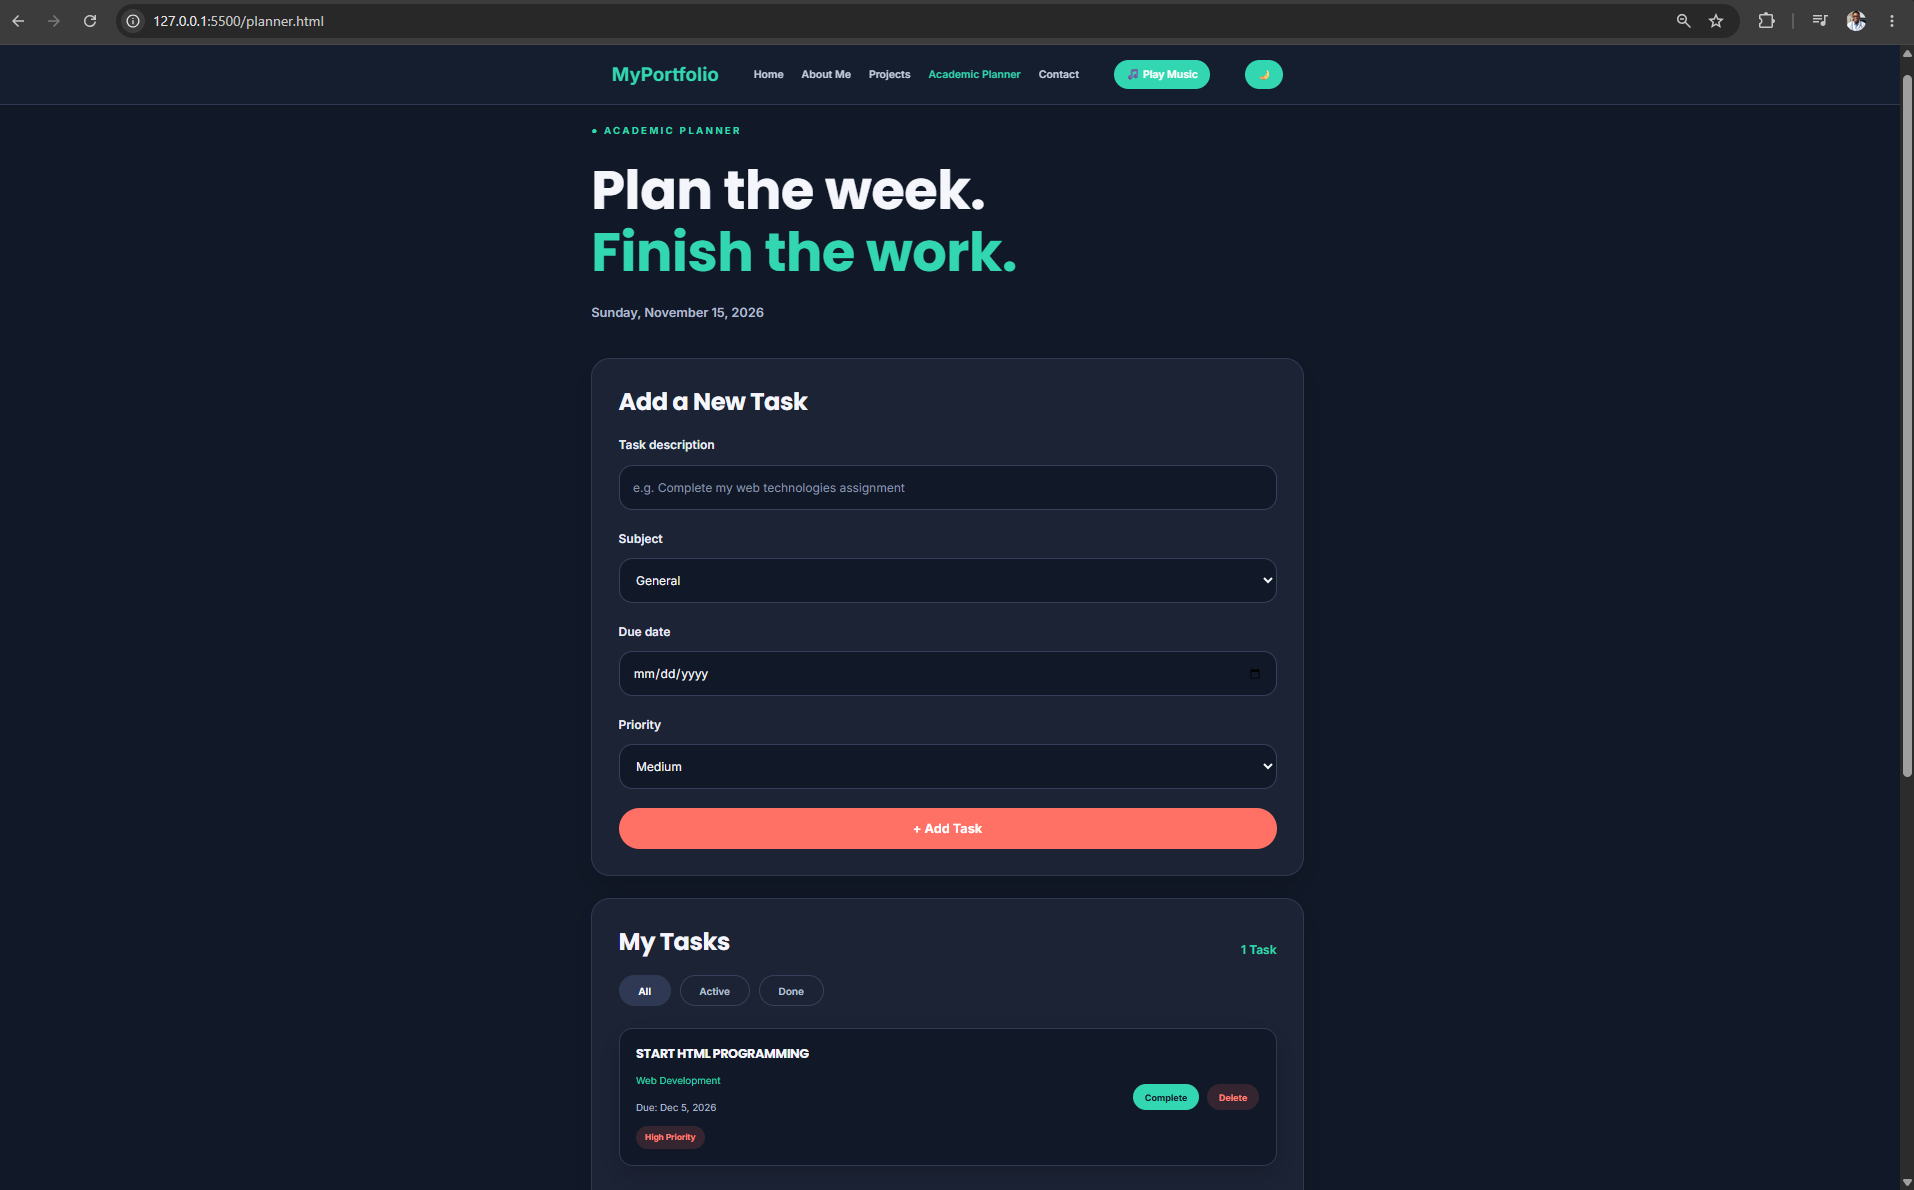 127.0.0.1:5500/planner.html
MyPortfolio Home About Me Projects Academic Planner Contact 🎵 Play Music 🌙
• ACADEMIC PLANNER
Plan the week.
Finish the work.
Sunday, November 15, 2026
Add a New Task
Task description
e.g. Complete my web technologies assignment
Subject
General
Due date
mm/dd/yyyy
Priority
Medium
+ Add Task
My Tasks
1 Task
All Active Done
START HTML PROGRAMMING
Web Development
Due: Dec 5, 2026
High Priority
Complete Delete